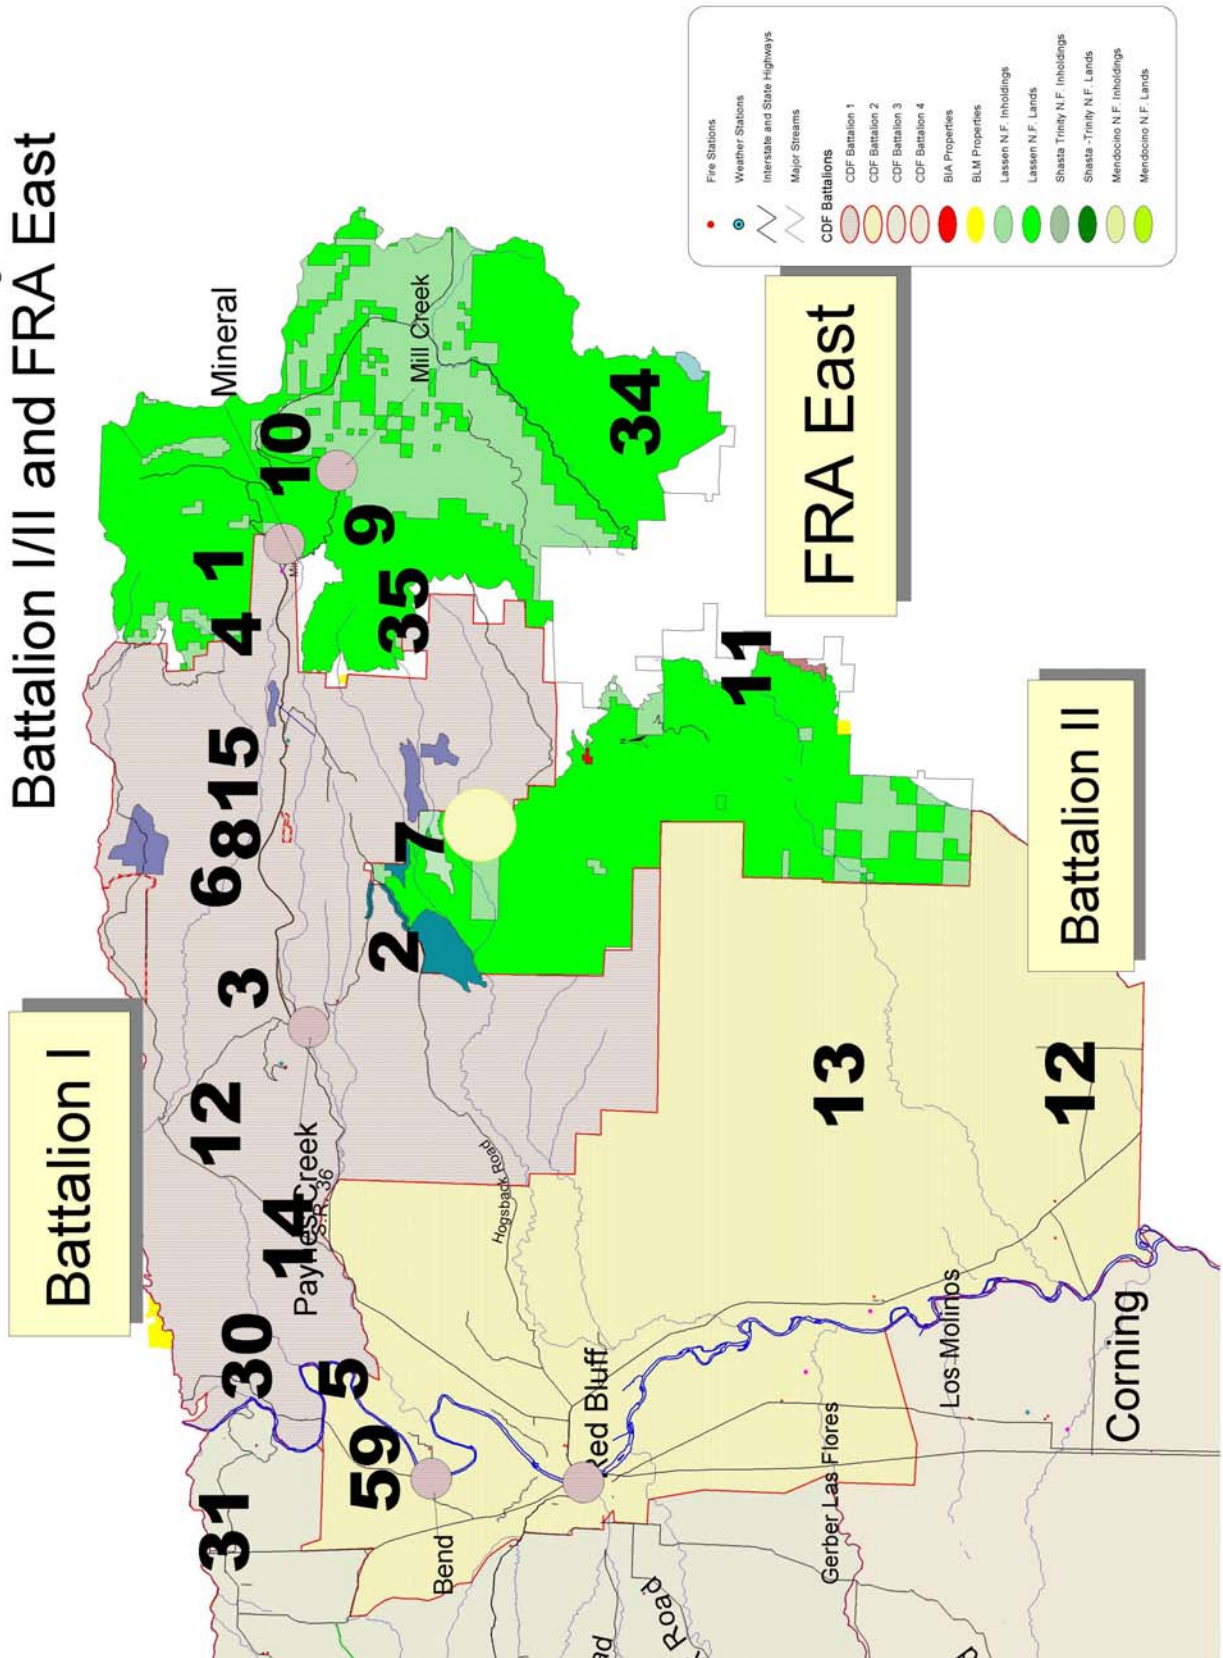 Battalion I/III and FRA East
Battalion I
Mineral
Mill Creek
10
1
4
9
35
34
15
8
6
7
3
2
12
14
Paynes Creek
S.R. 36
Hogsback Road
30
5
31
59
Bend
Red Bluff
11
13
12
Los Molinos
Gerber Las Flores
Corning
Road
FRA East
Battalion II
Fire Stations
Weather Stations
Interstate and State Highways
Major Streams
CDF Battalions
CDF Battalion 1
CDF Battalion 2
CDF Battalion 3
CDF Battalion 4
BIA Properties
BLM Properties
Lassen N.F. Inholdings
Lassen N.F. Lands
Shasta Trinity N.F. Inholdings
Shasta -Trinity N.F. Lands
Mendocino N.F. Inholdings
Mendocino N.F. Lands